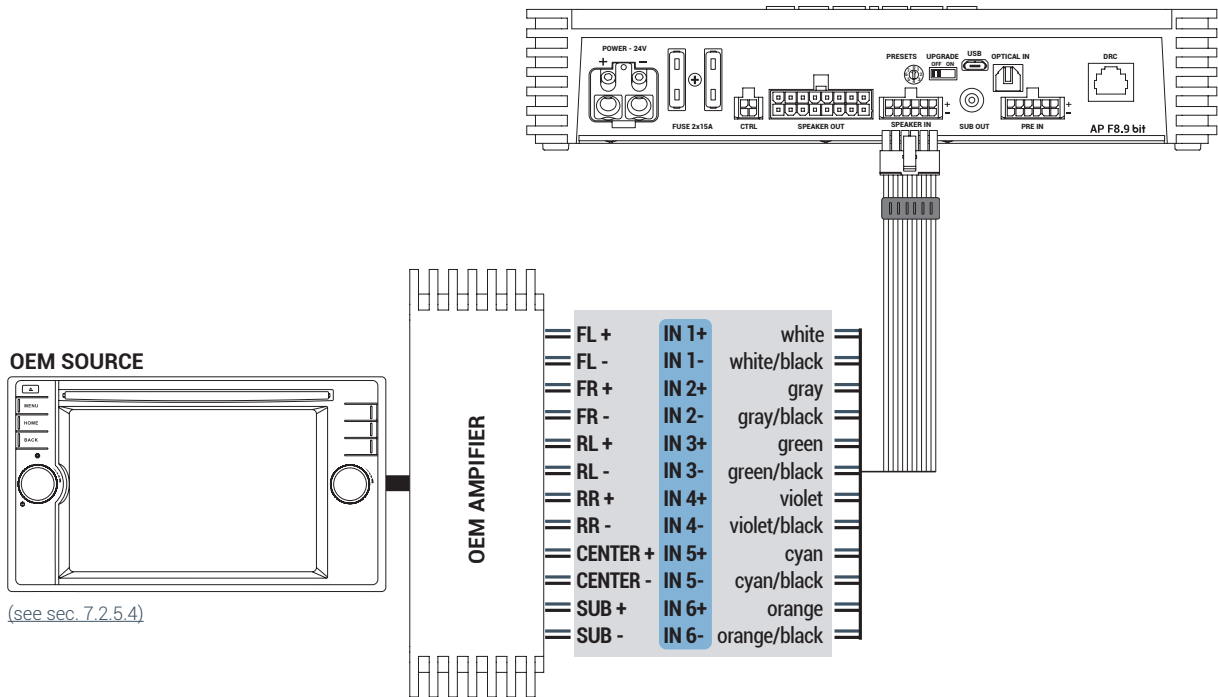 POWER - 24V
+ -
PRESETS UPGRADE USB OPTICAL IN DRC
OFF ON
+ +
- -
FUSE 2x15A CTRL SPEAKER OUT SPEAKER IN SUB OUT PRE IN AP F8.9 bit
OEM SOURCE
MENU
HOME
BACK
(see sec. 7.2.5.4)
OEM AMPIFIER
FL + IN 1+ white
FL - IN 1- white/black
FR + IN 2+ gray
FR - IN 2- gray/black
RL + IN 3+ green
RL - IN 3- green/black
RR + IN 4+ violet
RR - IN 4- violet/black
CENTER + IN 5+ cyan
CENTER - IN 5- cyan/black
SUB + IN 6+ orange
SUB - IN 6- orange/black